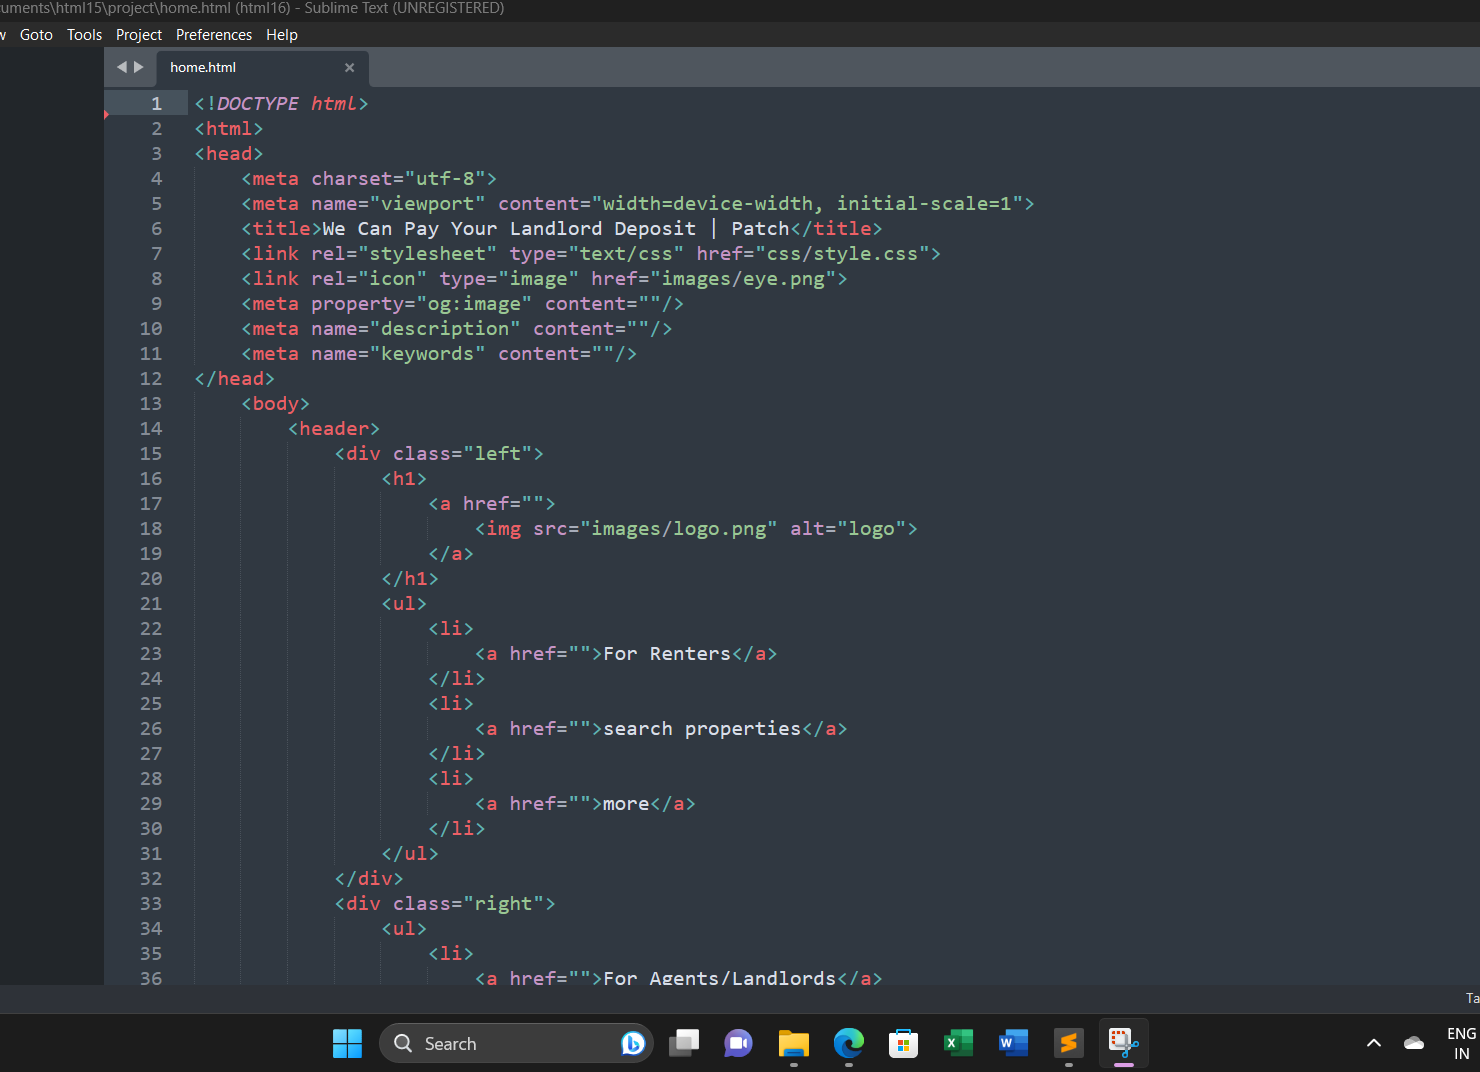 cuments\html15\project\home.html (html16) - Sublime Text (UNREGISTERED)
w Goto Tools Project Preferences Help
home.html
1 <!DOCTYPE html>
2 <html>
3 <head>
4 <meta charset="utf-8">
5 <meta name="viewport" content="width=device-width, initial-scale=1">
6 <title>We Can Pay Your Landlord Deposit | Patch</title>
7 <link rel="stylesheet" type="text/css" href="css/style.css">
8 <link rel="icon" type="image" href="images/eye.png">
9 <meta property="og:image" content=""/>
10 <meta name="description" content=""/>
11 <meta name="keywords" content=""/>
12 </head>
13 <body>
14 <header>
15 <div class="left">
16 <h1>
17 <a href="">
18 <img src="images/logo.png" alt="logo">
19 </a>
20 </h1>
21 <ul>
22 <li>
23 <a href="">For Renters</a>
24 </li>
25 <li>
26 <a href="">search properties</a>
27 </li>
28 <li>
29 <a href="">more</a>
30 </li>
31 </ul>
32 </div>
33 <div class="right">
34 <ul>
35 <li>
36 <a href="">For Agents/Landlords</a>
Ta
Search
ENG
IN